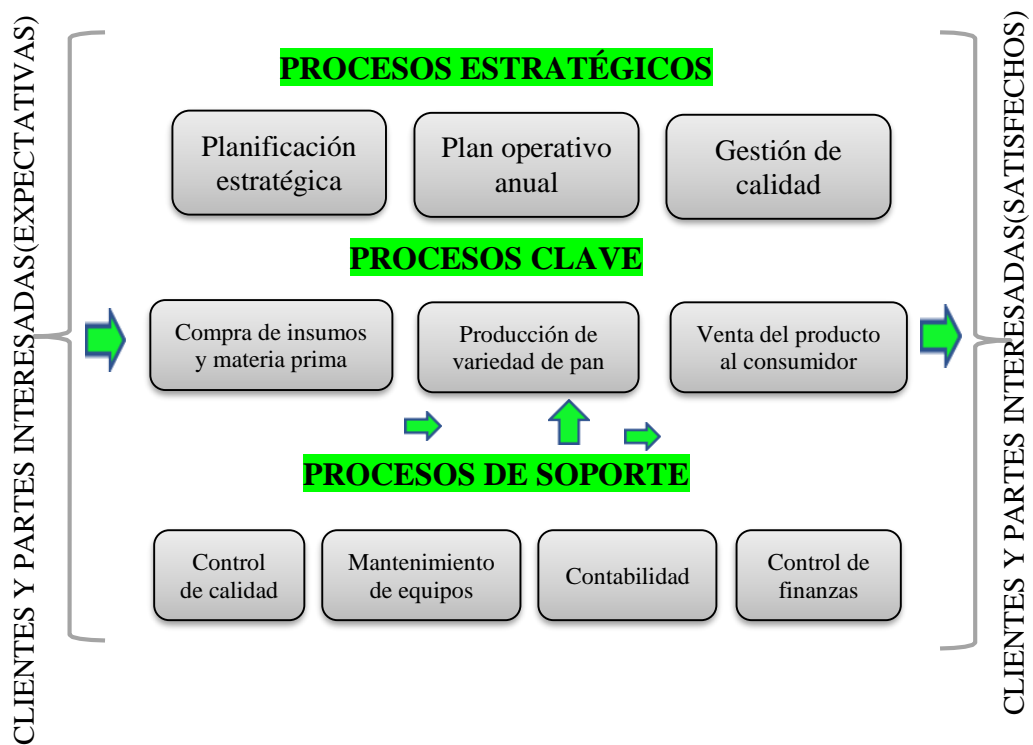 CLIENTES Y PARTES INTERESADAS(EXPECTATIVAS)
PROCESOS ESTRATÉGICOS
Planificación
estratégica
Plan operativo
anual
Gestión de
calidad
PROCESOS CLAVE
Compra de insumos
y materia prima
Producción de
variedad de pan
Venta del producto
al consumidor
PROCESOS DE SOPORTE
Control
de calidad
Mantenimiento
de equipos
Contabilidad
Control de
finanzas
CLIENTES Y PARTES INTERESADAS(SATISFECHOS)